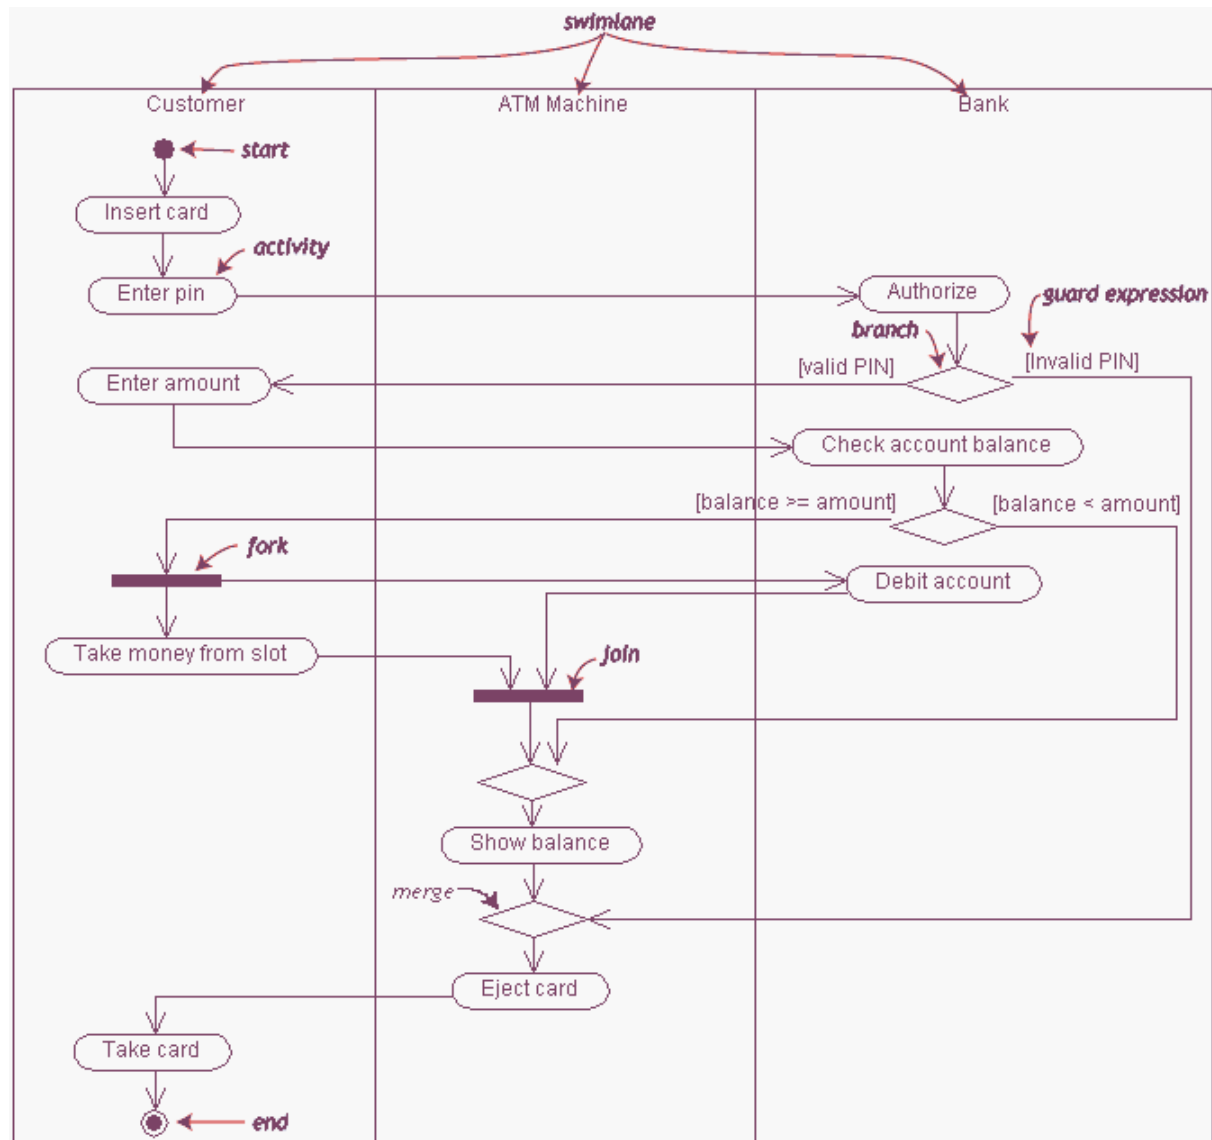 swimlane
Customer
ATM Machine
Bank
start
Insert card
activity
Enter pin
Authorize
guard expression
branch
[valid PIN]
[Invalid PIN]
Enter amount
Check account balance
[balance >= amount]
[balance < amount]
fork
Debit account
Take money from slot
join
Show balance
merge
Eject card
Take card
end